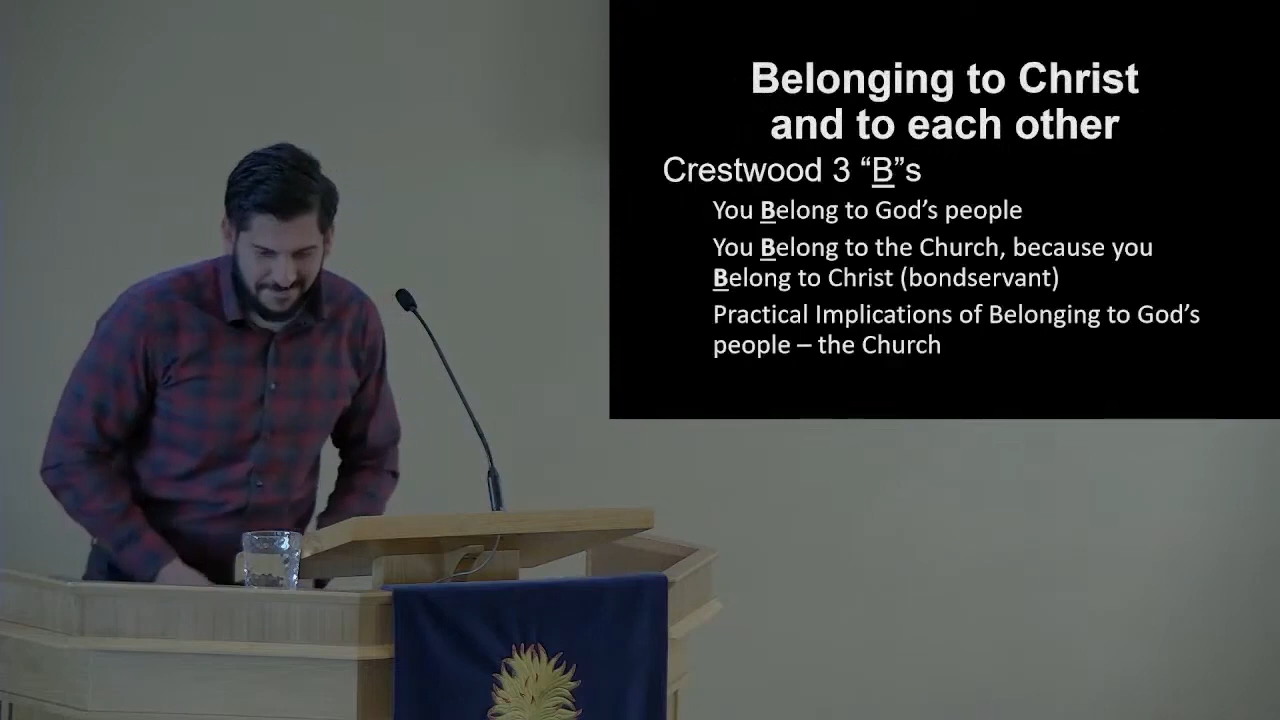 Belonging to Christ
and to each other
Crestwood 3 “B”s
You Belong to God’s people
You Belong to the Church, because you
Belong to Christ (bondservant)
Practical Implications of Belonging to God’s
people – the Church